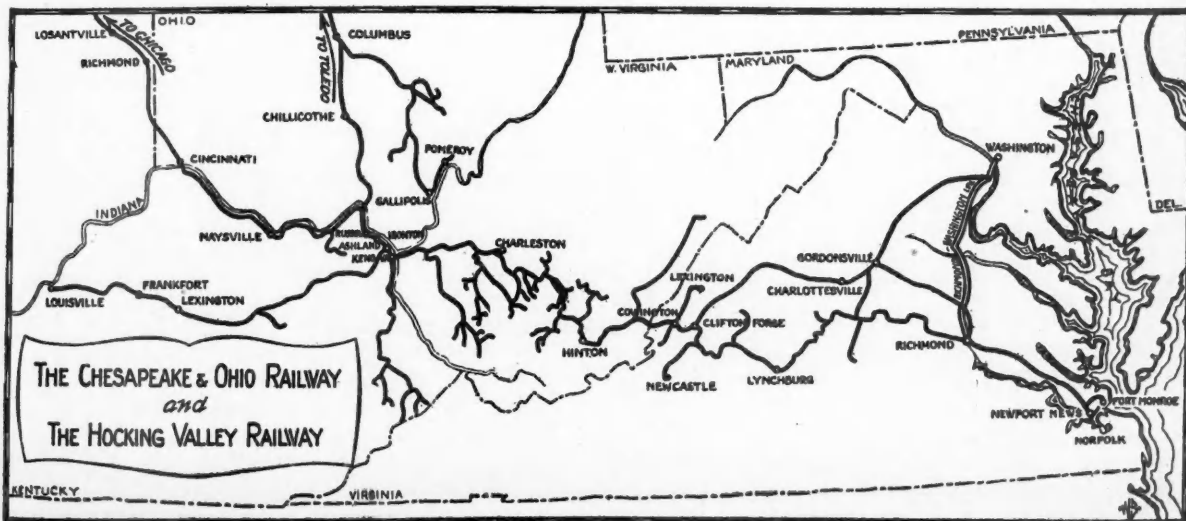 OHIO
LOSANTVILLE
TO CHICAGO
RICHMOND
TO TOLEDO
COLUMBUS
PENNSYLVANIA
W. VIRGINIA
MARYLAND
CHILLICOTHE
CINCINNATI
POMEROY
WASHINGTON
GALLIPOLIS
INDIANA
DEL.
MAYSVILLE
RUSSELL
IRONTON
ASHLAND
KENOVA
CHARLESTON
GORDONSVILLE
LEXINGTON
CHARLOTTESVILLE
LOUISVILLE
FRANKFORT
LEXINGTON
COVINGTON
CLIFTON FORGE
HINTON
RICHMOND
NEWCASTLE
LYNCHBURG
THE CHESAPEAKE & OHIO RAILWAY
and
THE HOCKING VALLEY RAILWAY
FORT MONROE
NEWPORT NEWS
NORFOLK
KENTUCKY
VIRGINIA